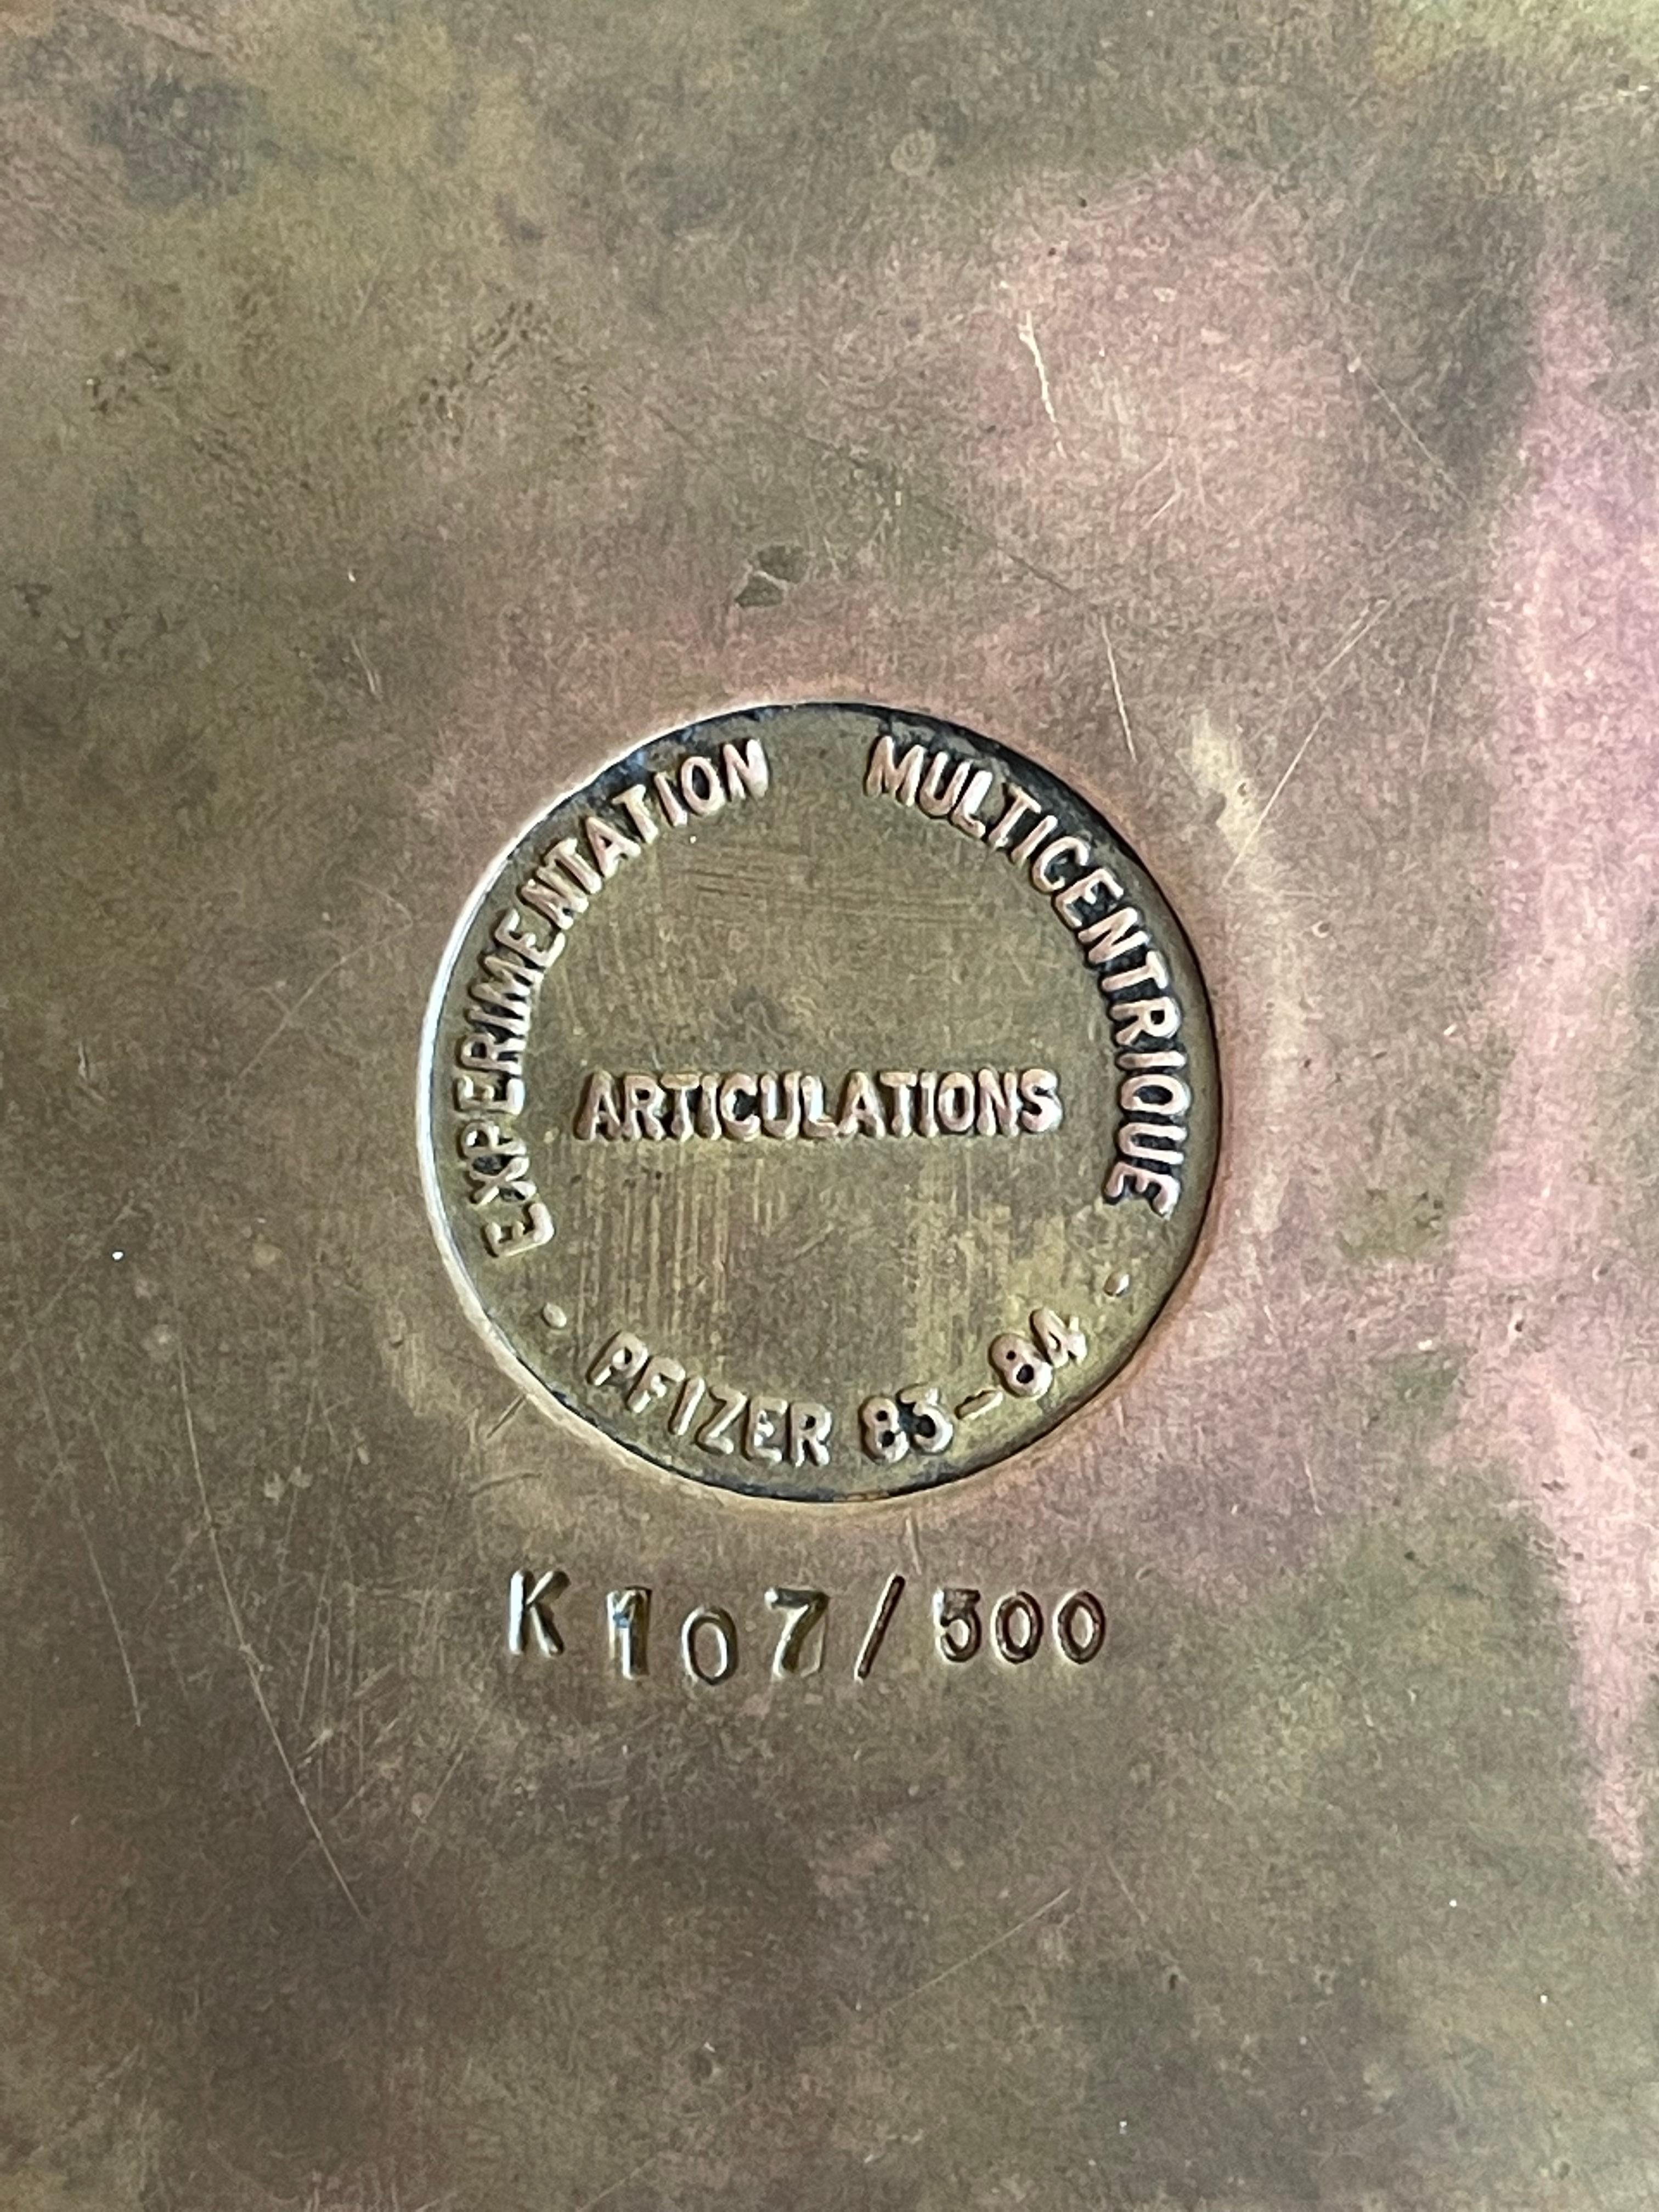 EXPERIMENTATION MULTICENTRIQUE
ARTICULATIONS
· PFIZER 83-84 ·
K 107/500